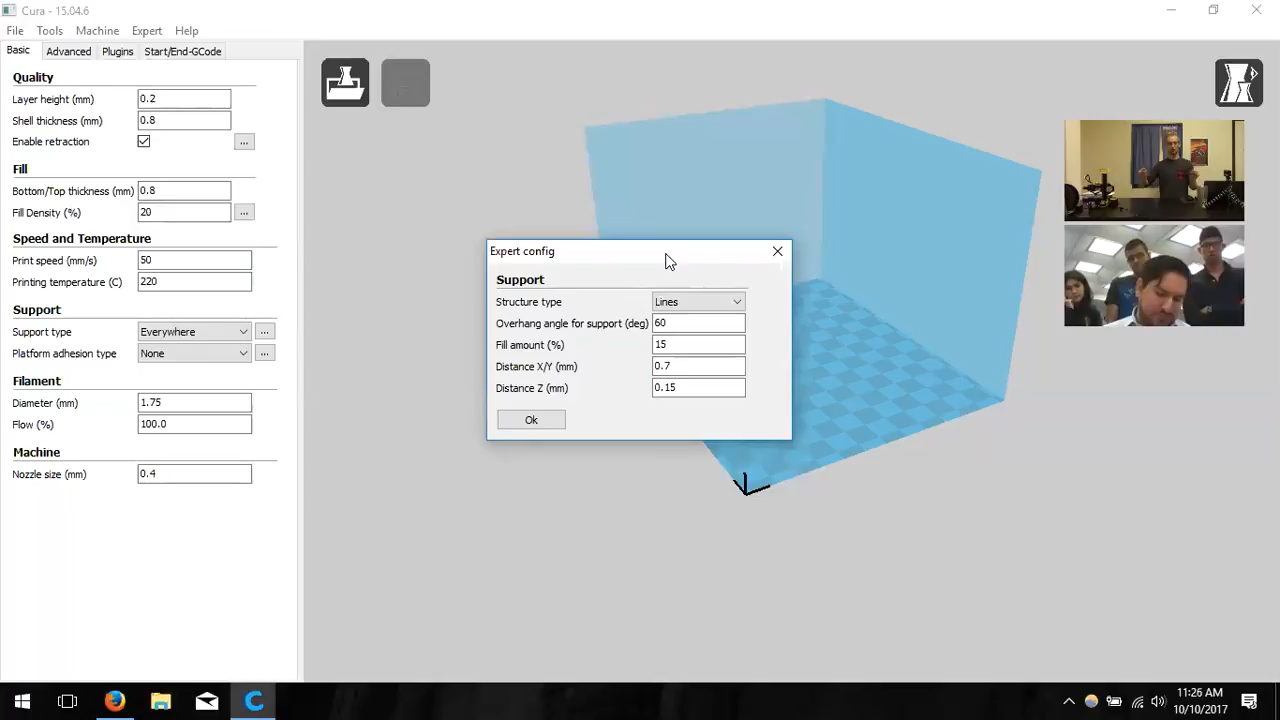 Cura - 15.04.6
File Tools Machine Expert Help
Basic Advanced Plugins Start/End-GCode
Quality
Layer height (mm) 0.2
Shell thickness (mm) 0.8
Enable retraction ...
Fill
Bottom/Top thickness (mm) 0.8
Fill Density (%) 20 ...
Speed and Temperature
Print speed (mm/s) 50
Printing temperature (C) 220
Support
Support type Everywhere ...
Platform adhesion type None ...
Filament
Diameter (mm) 1.75
Flow (%) 100.0
Machine
Nozzle size (mm) 0.4
Expert config
Support
Structure type Lines
Overhang angle for support (deg) 60
Fill amount (%) 15
Distance X/Y (mm) 0.7
Distance Z (mm) 0.15
Ok
11:26 AM
10/10/2017